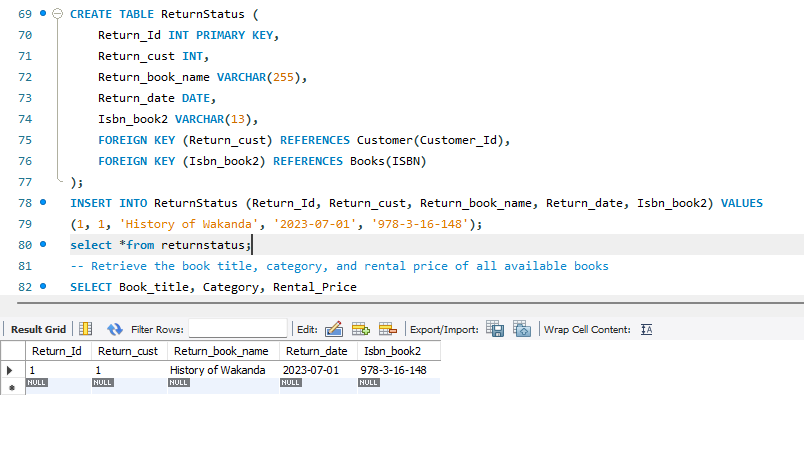 69 CREATE TABLE ReturnStatus (
70 Return_Id INT PRIMARY KEY,
71 Return_cust INT,
72 Return_book_name VARCHAR(255),
73 Return_date DATE,
74 Isbn_book2 VARCHAR(13),
75 FOREIGN KEY (Return_cust) REFERENCES Customer(Customer_Id),
76 FOREIGN KEY (Isbn_book2) REFERENCES Books(ISBN)
77 );
78 INSERT INTO ReturnStatus (Return_Id, Return_cust, Return_book_name, Return_date, Isbn_book2) VALUES
79 (1, 1, 'History of Wakanda', '2023-07-01', '978-3-16-148');
80 select *from returnstatus;
81 -- Retrieve the book title, category, and rental price of all available books
82 SELECT Book_title, Category, Rental_Price
Result Grid Filter Rows: Edit: Export/Import: Wrap Cell Content: IA
Return_Id Return_cust Return_book_name Return_date Isbn_book2
1 1 History of Wakanda 2023-07-01 978-3-16-148
NULL NULL NULL NULL NULL